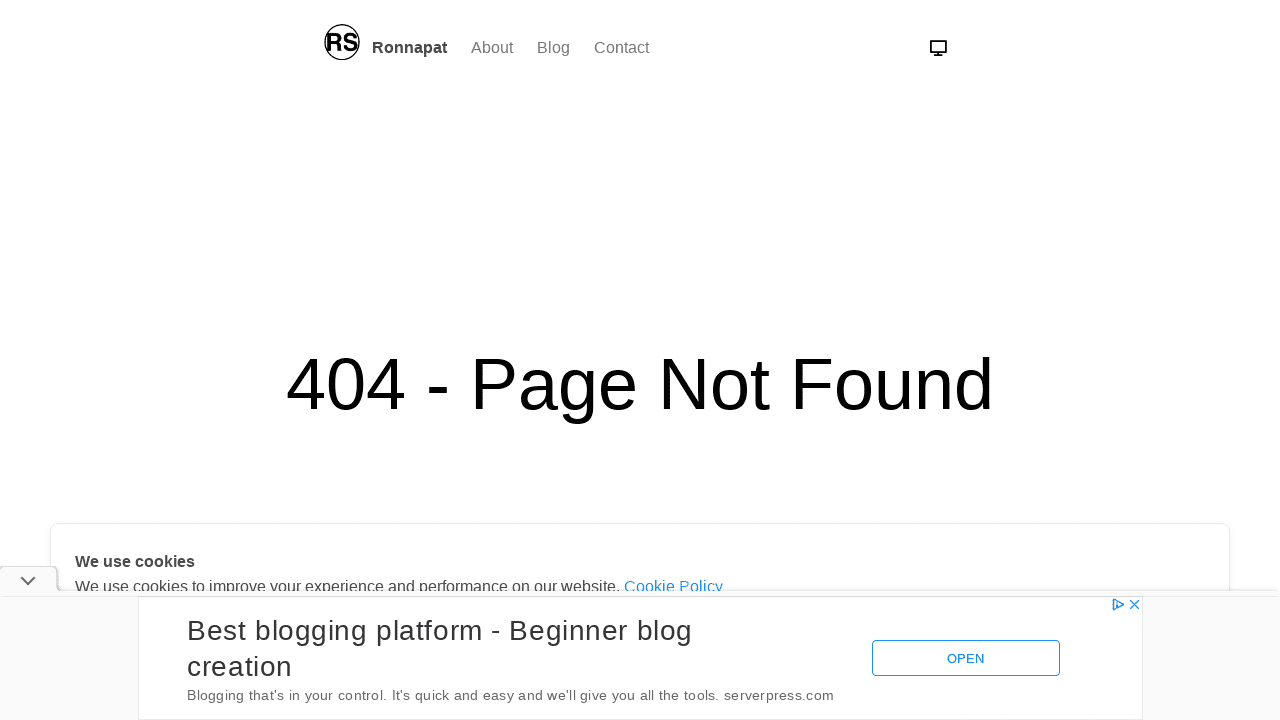 RS Ronnapat About Blog Contact
404 - Page Not Found
We use cookies
We use cookies to improve your experience and performance on our website. Cookie Policy
Best blogging platform - Beginner blog
creation
Blogging that's in your control. It's quick and easy and we'll give you all the tools. serverpress.com
OPEN